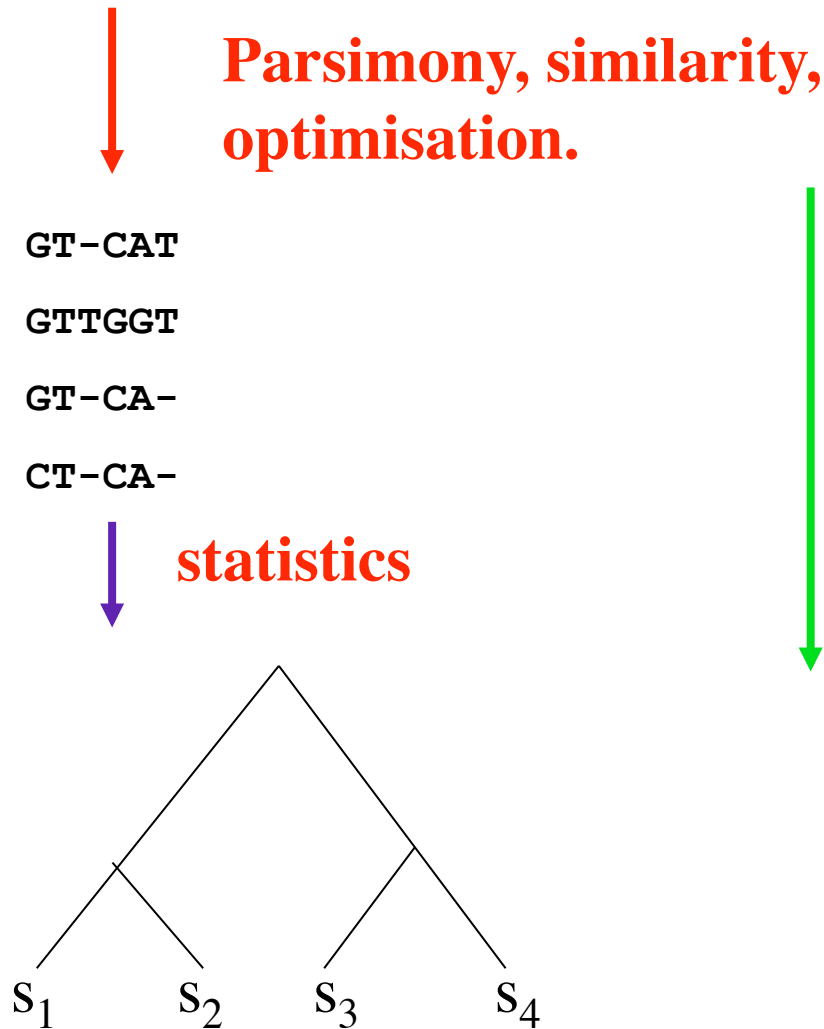 Parsimony, similarity,
optimisation.
GT-CAT
GTTGGT
GT-CA-
CT-CA-
statistics
s1 s2 s3 s4